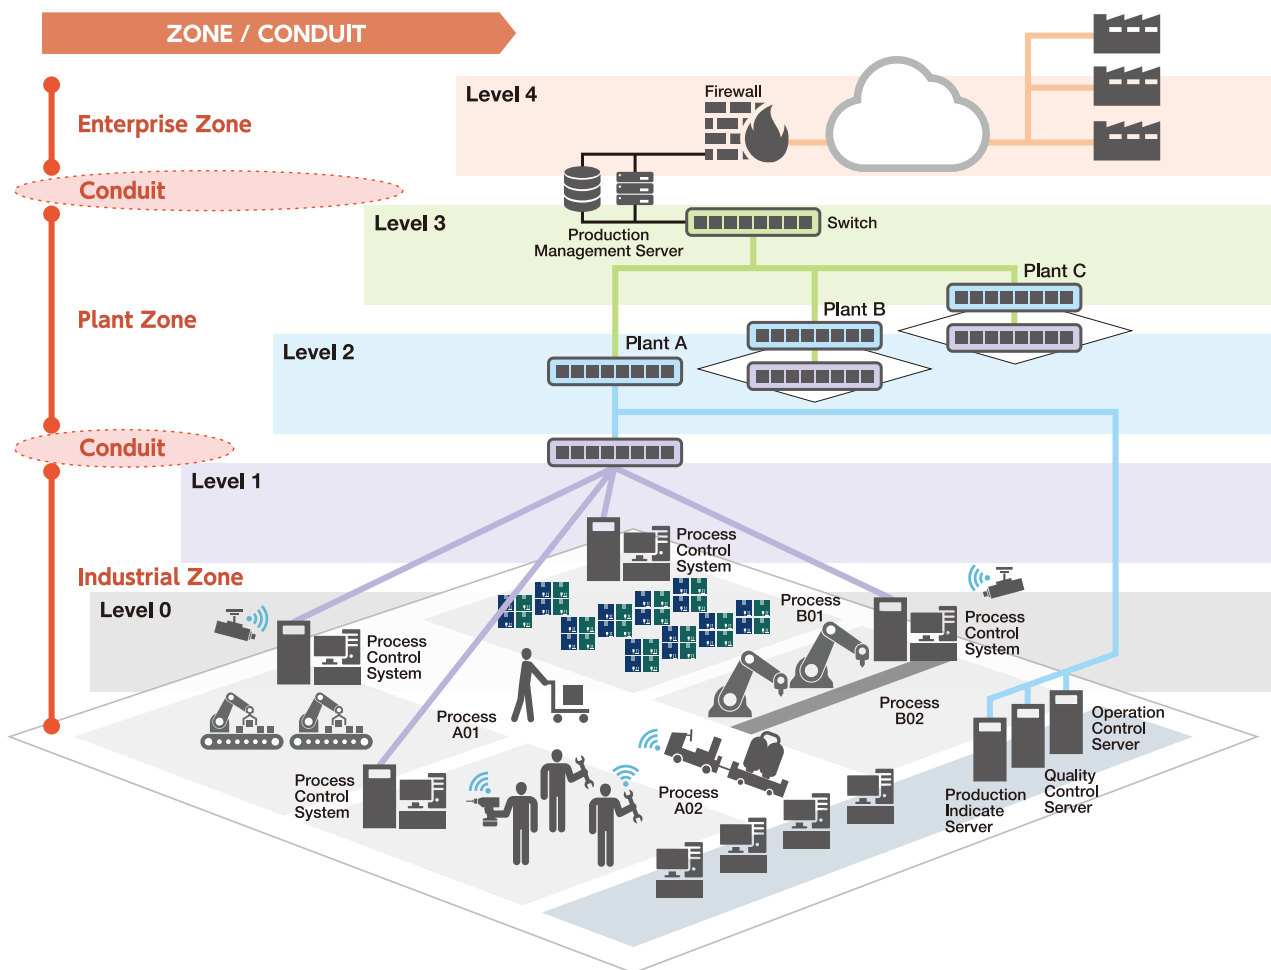 ZONE / CONDUIT
Enterprise Zone
Conduit
Plant Zone
Conduit
Industrial Zone
Level 4
Firewall
Level 3
Production
Management Server
Switch
Plant C
Plant B
Plant A
Level 2
Level 1
Process
Control
System
Level 0
Process
Control
System
Process
B01
Process
Control
System
Process
A01
Process
B02
Process
Control
System
Process
A02
Operation
Control
Server
Quality
Control
Server
Production
Indicate
Server